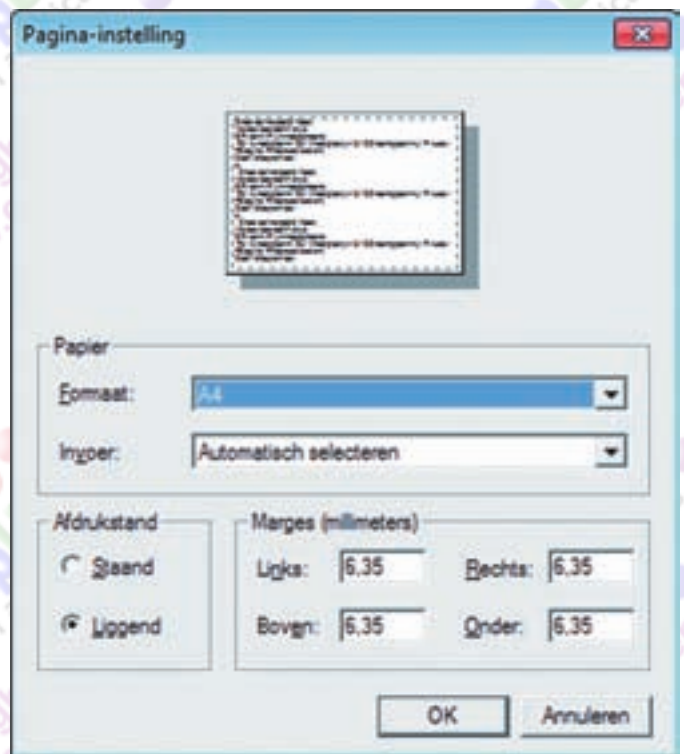 Pagina-instelling
Papier
Formaat: A4
Invoer: Automatisch selecteren
Afdrukstand
Staand
Liggend
Marges (millimeters)
Links: 6,35 Rechts: 6,35
Boven: 6,35 Onder: 6,35
OK Annuleren